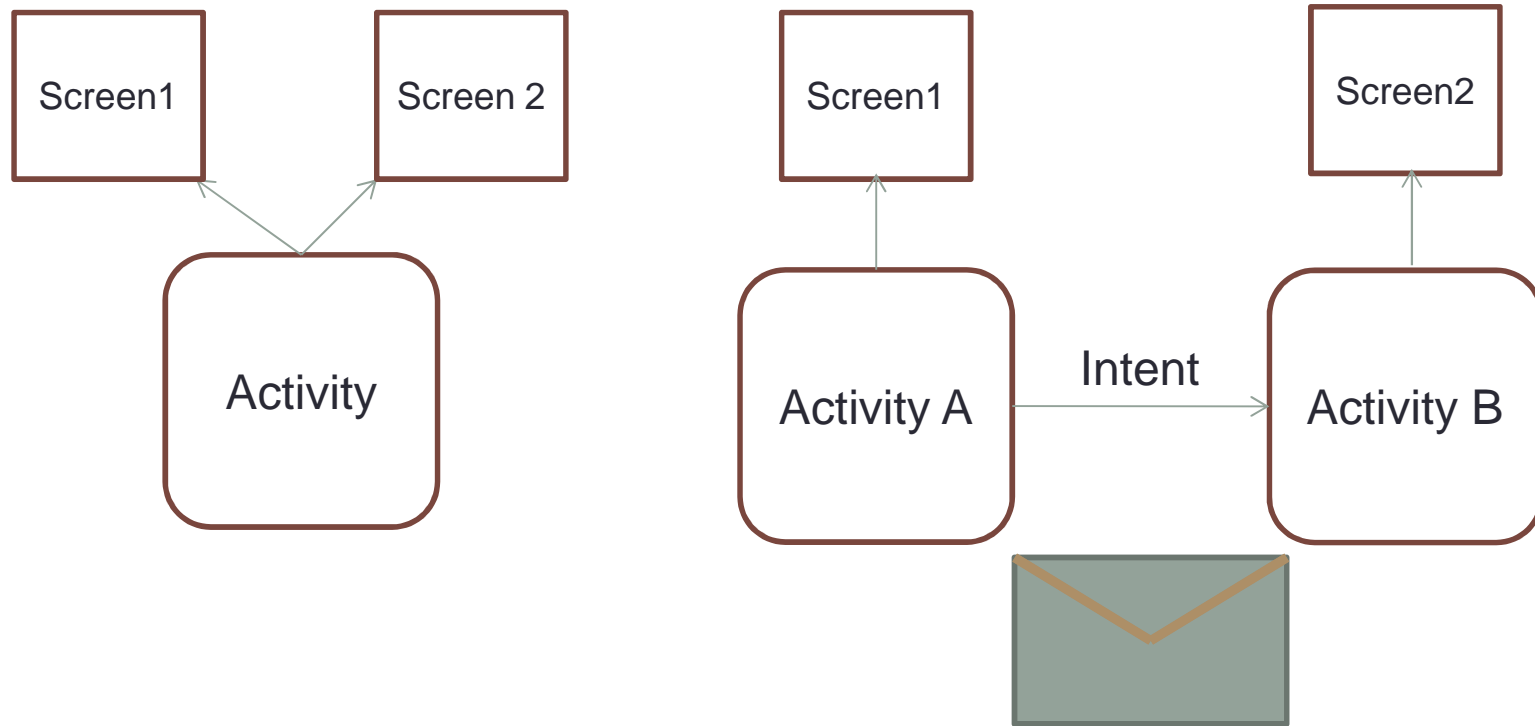 Screen1
Screen 2
Activity
Screen1
Screen2
Activity A
Intent
Activity B